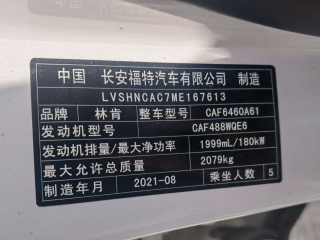 中国 长安福特汽车有限公司 制造
LVSHNCAC7ME167613
品牌 林肯 整车型号 CAF6460A61
发动机型号 CAF488WQE6
发动机排量/最大净功率 1999mL/180kW
最大允许总质量 2079kg
制造年月 2021-08 乘坐人数 5